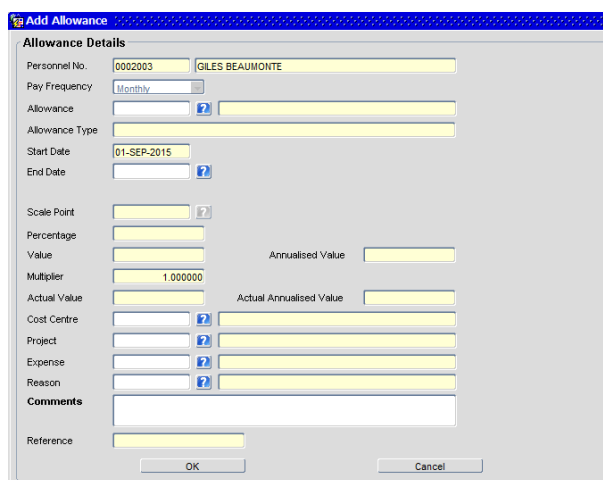 Add Allowance
Allowance Details
Personnel No. 0002003 GILES BEAUMONTE
Pay Frequency Monthly
Allowance ?
Allowance Type
Start Date 01-SEP-2015
End Date ?
Scale Point ?
Percentage
Value Annualised Value
Multiplier 1.000000
Actual Value Actual Annualised Value
Cost Centre ?
Project ?
Expense ?
Reason ?
Comments
Reference
OK Cancel